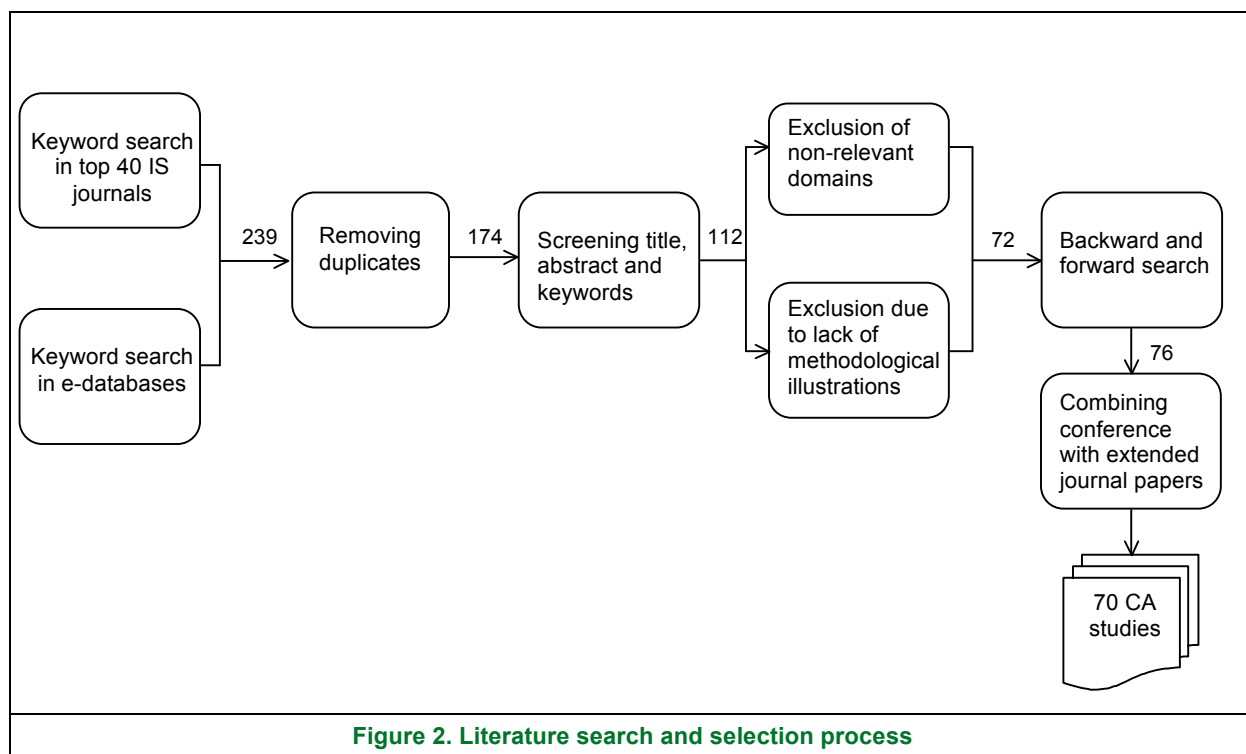 Keyword search
in top 40 IS
journals
Keyword search
in e-databases
239
Removing
duplicates
174
Screening title,
abstract and
keywords
112
Exclusion of
non-relevant
domains
Exclusion due
to lack of
methodological
illustrations
72
Backward and
forward search
76
Combining
conference
with extended
journal papers
70 CA
studies
Figure 2. Literature search and selection process